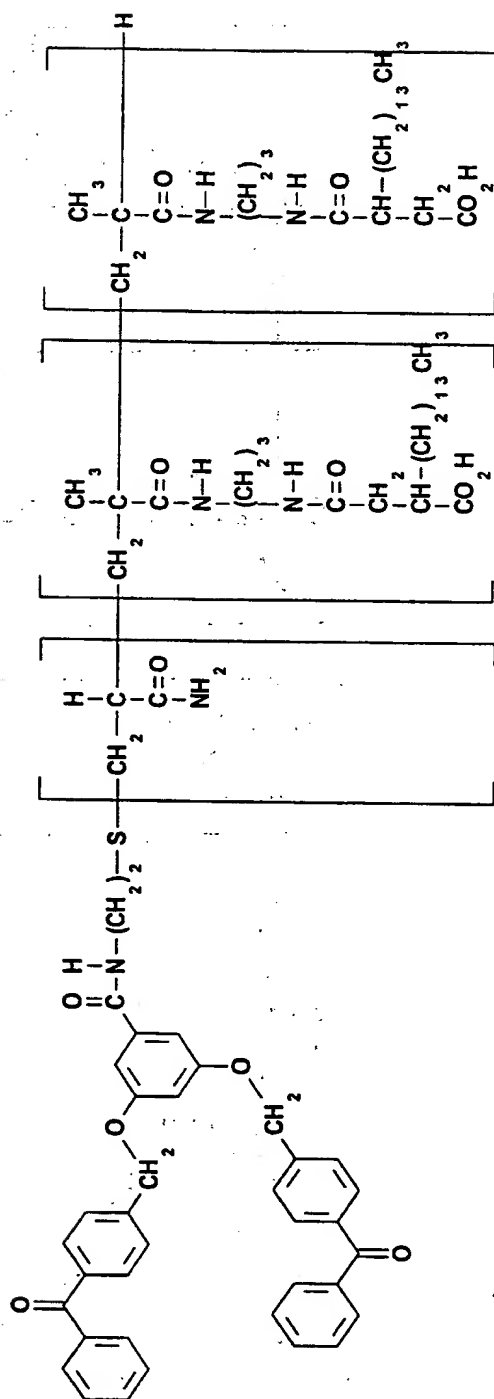 O
O
CH2
O
CH2
O
O H
C–N–(CH2)2–S
CH2
H
C
C=O
NH2
CH2
CH3
C
C=O
N–H
(CH2)3
N–H
C=O
CH2
CH–(CH2)13CH3
CO2H
CH2
CH3
C
C=O
N–H
(CH2)3
N–H
C=O
CH–(CH2)13CH3
CH2
CO2H
H